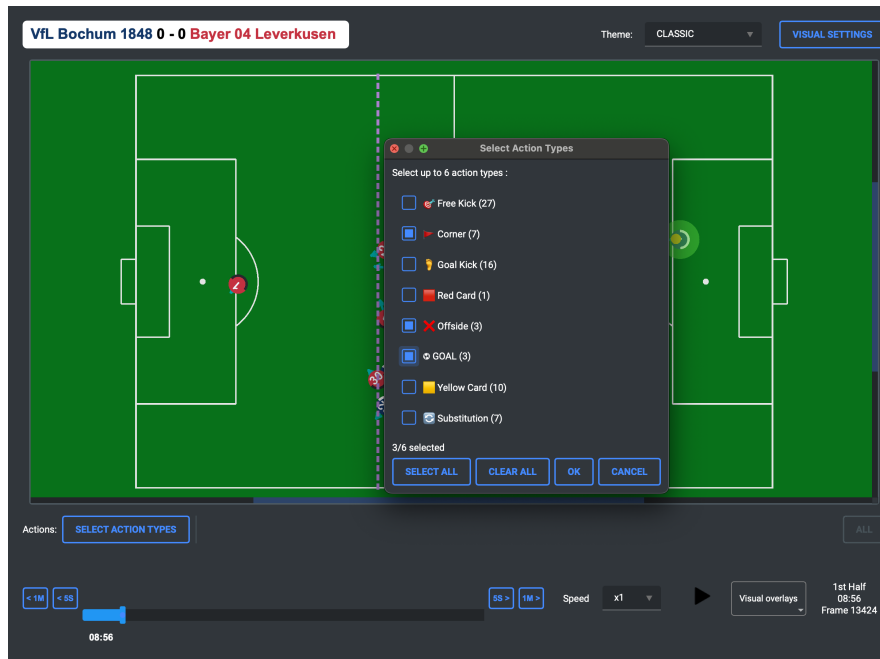 VfL Bochum 1848 0 - 0 Bayer 04 Leverkusen
Theme: CLASSIC
VISUAL SETTINGS
Select Action Types
Select up to 6 action types :
Free Kick (27)
Corner (7)
Goal Kick (16)
Red Card (1)
Offside (3)
GOAL (3)
Yellow Card (10)
Substitution (7)
3/6 selected
SELECT ALL CLEAR ALL OK CANCEL
30
Actions: SELECT ACTION TYPES
ALL
< 1M < 5S
5S > 1M >
Speed x1
Visual overlays
1st Half
08:56
Frame 13424
08:56